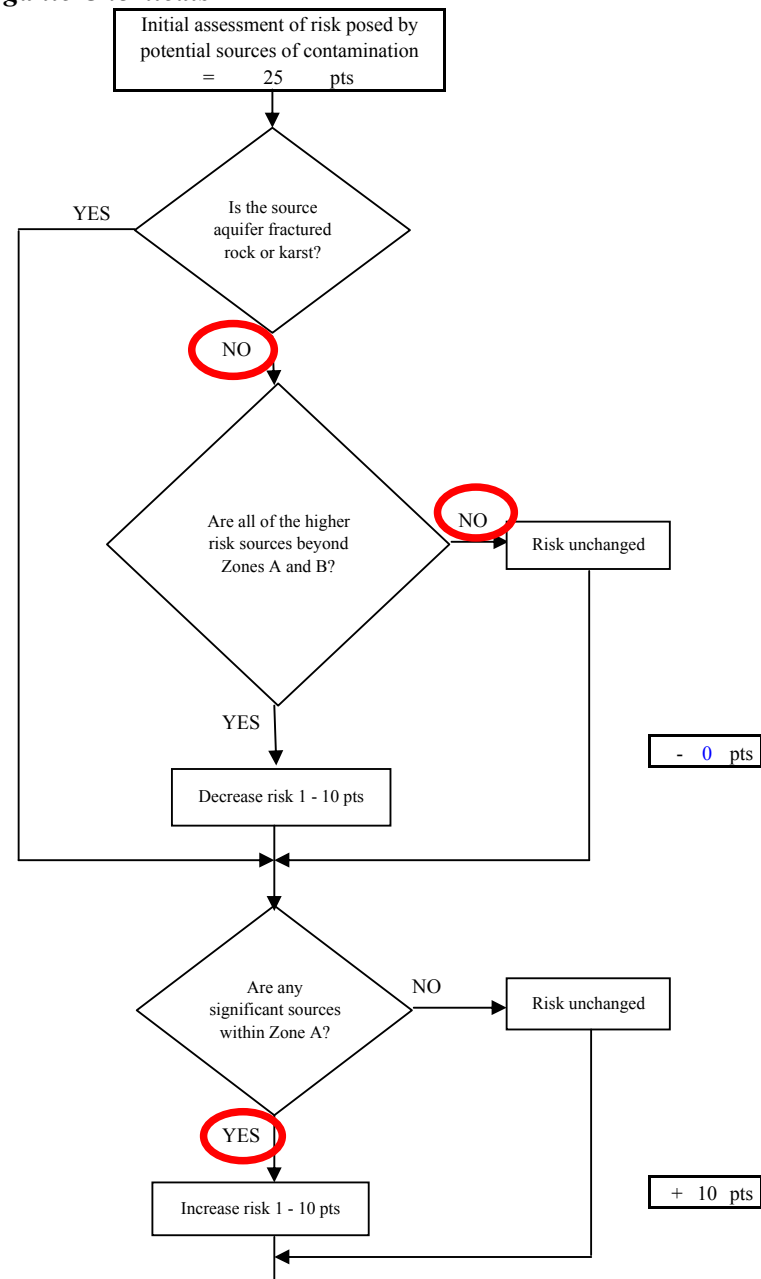 Initial assessment of risk posed by
potential sources of contamination
= 25 pts
YES
Is the source
aquifer fractured
rock or karst?
NO
Are all of the higher
risk sources beyond
Zones A and B?
NO
Risk unchanged
YES
- 0 pts
Decrease risk 1 - 10 pts
Are any
significant sources
within Zone A?
NO
Risk unchanged
YES
Increase risk 1 - 10 pts
+ 10 pts